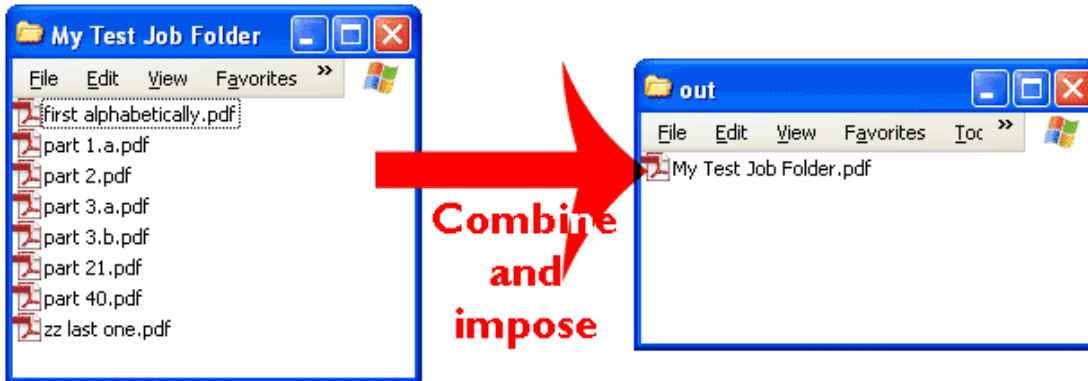 My Test Job Folder
File Edit View Favorites »
first alphabetically.pdf
part 1.a.pdf
part 2.pdf
part 3.a.pdf
part 3.b.pdf
part 21.pdf
part 40.pdf
zz last one.pdf
Combine
and
impose
out
File Edit View Favorites Too »
My Test Job Folder.pdf